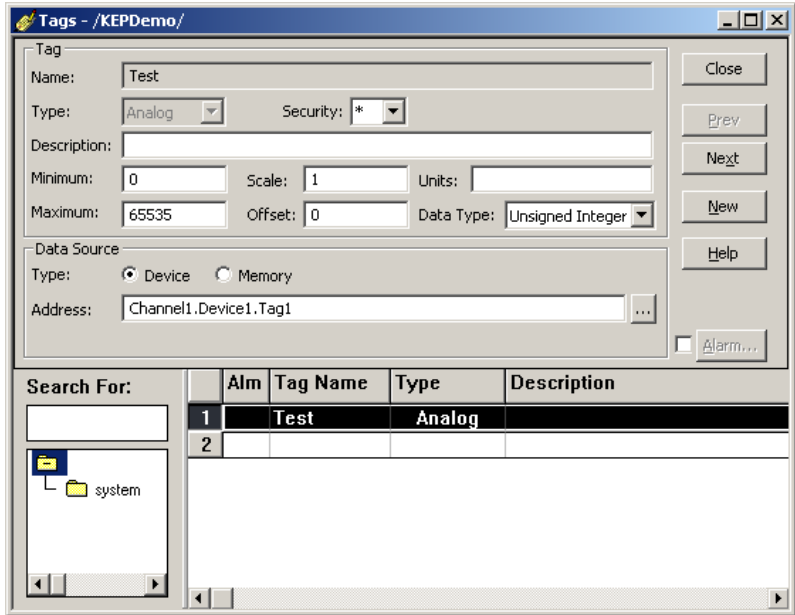 Tags - /KEPDemo/
Tag
Name: Test Close
Type: Analog Security: * Prev
Description:
Next
Minimum: 0 Scale: 1 Units:
Maximum: 65535 Offset: 0 Data Type: Unsigned Integer New
Data Source
Help
Type: Device Memory
Address: Channel1.Device1.Tag1 ...
Alarm...
Search For:
Alm Tag Name Type Description
1 Test Analog
2
system